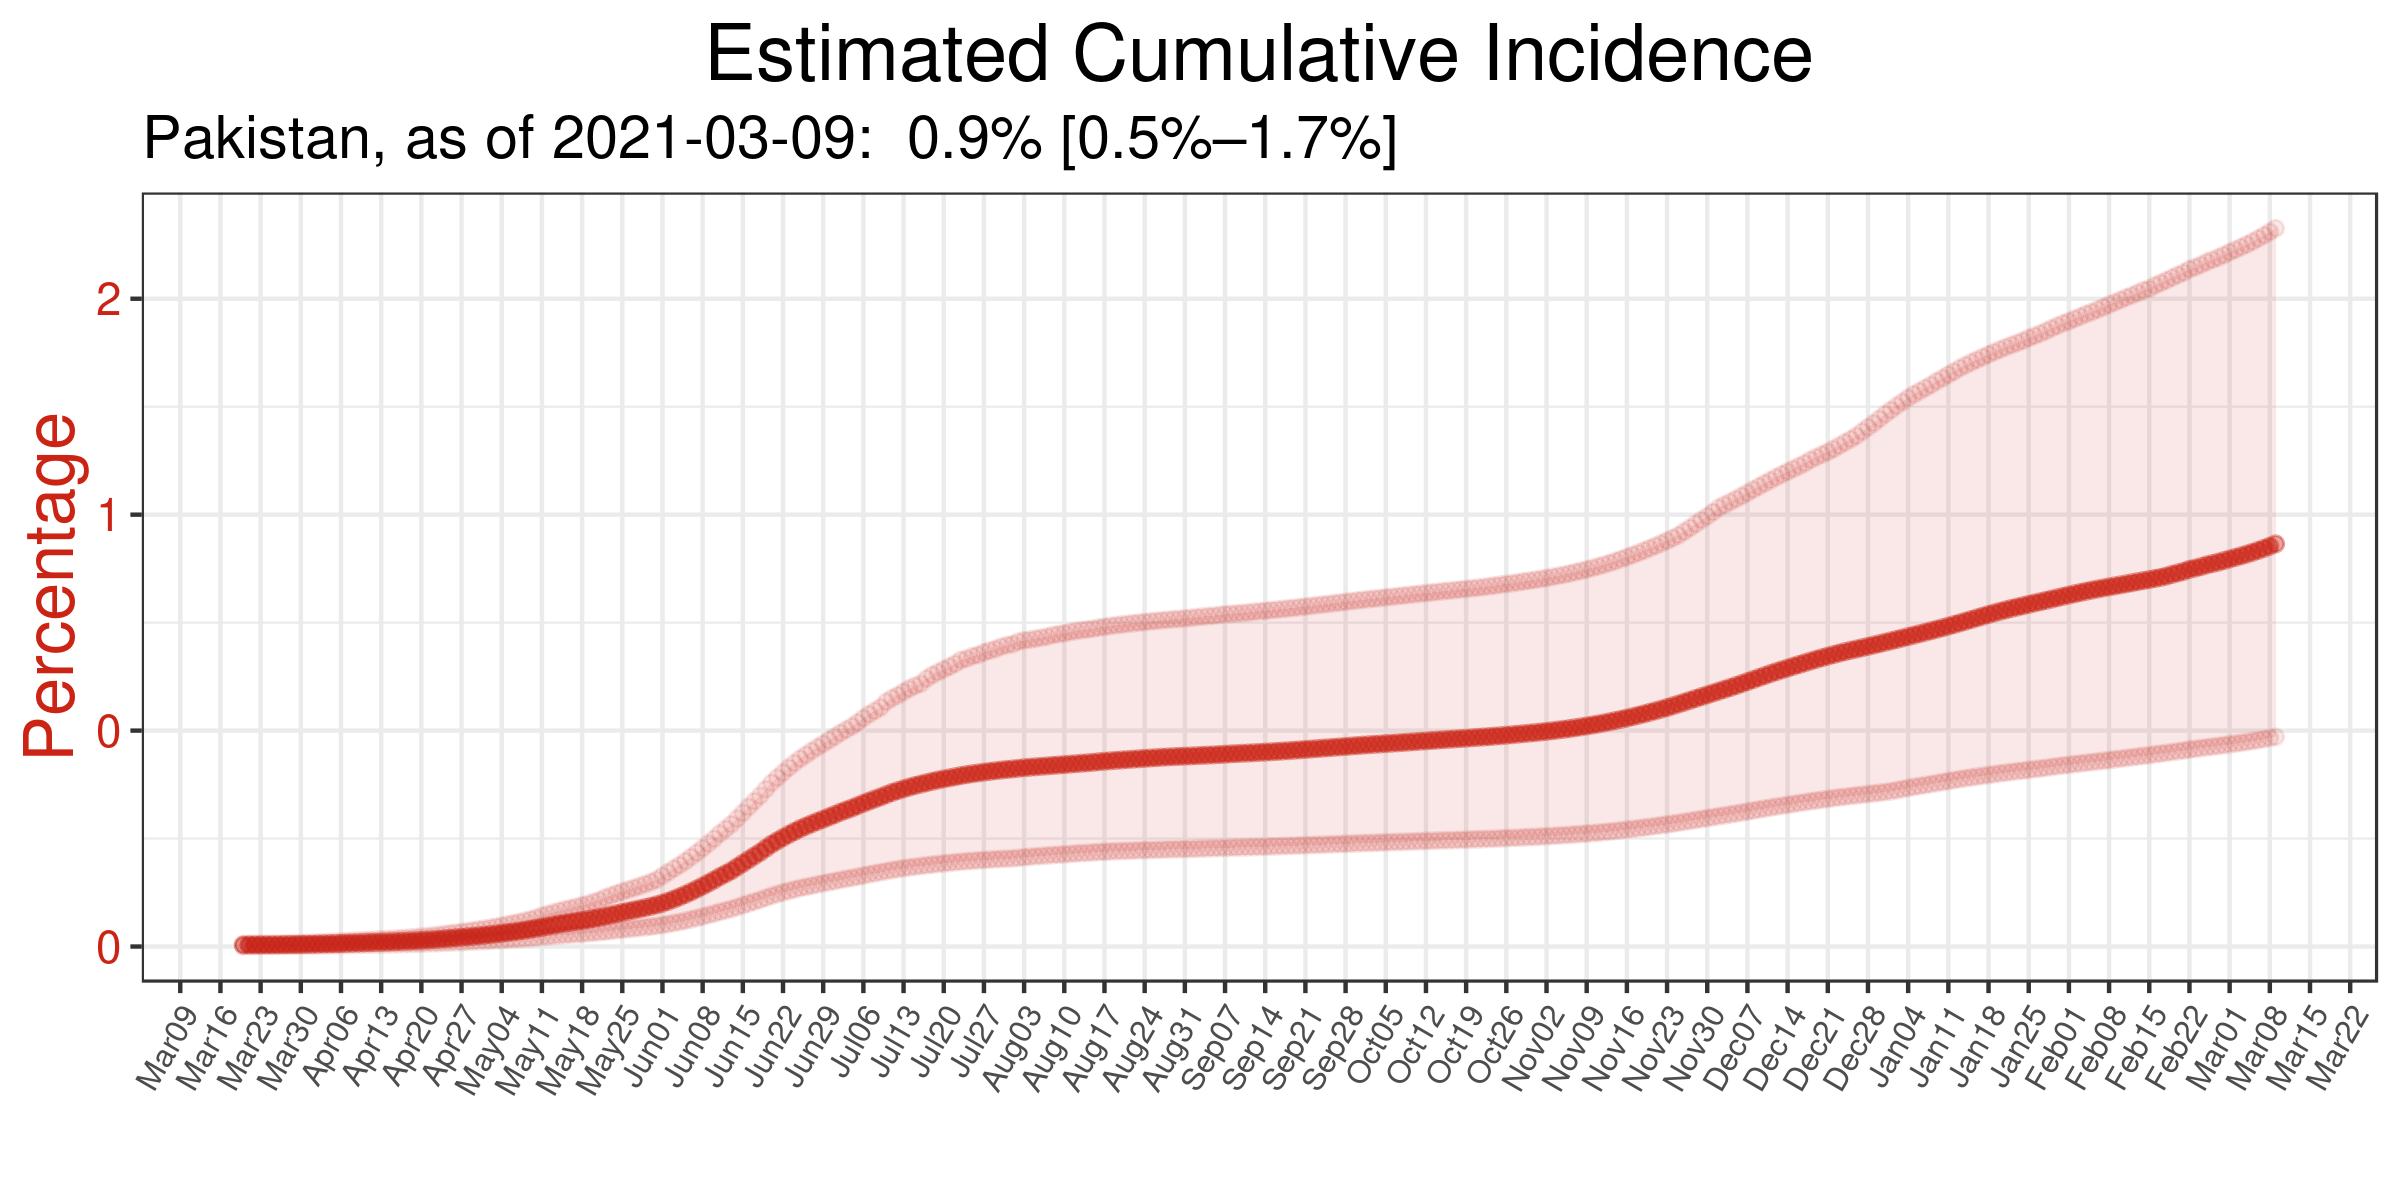 Estimated Cumulative Incidence
Pakistan, as of 2021-03-09:  0.9% [0.5%–1.7%]
Percentage
2
1
0
0
Mar09
Mar16
Mar23
Mar30
Apr06
Apr13
Apr20
Apr27
May04
May11
May18
May25
Jun01
Jun08
Jun15
Jun22
Jun29
Jul06
Jul13
Jul20
Jul27
Aug03
Aug10
Aug17
Aug24
Aug31
Sep07
Sep14
Sep21
Sep28
Oct05
Oct12
Oct19
Oct26
Nov02
Nov09
Nov16
Nov23
Nov30
Dec07
Dec14
Dec21
Dec28
Jan04
Jan11
Jan18
Jan25
Feb01
Feb08
Feb15
Feb22
Mar01
Mar08
Mar15
Mar22